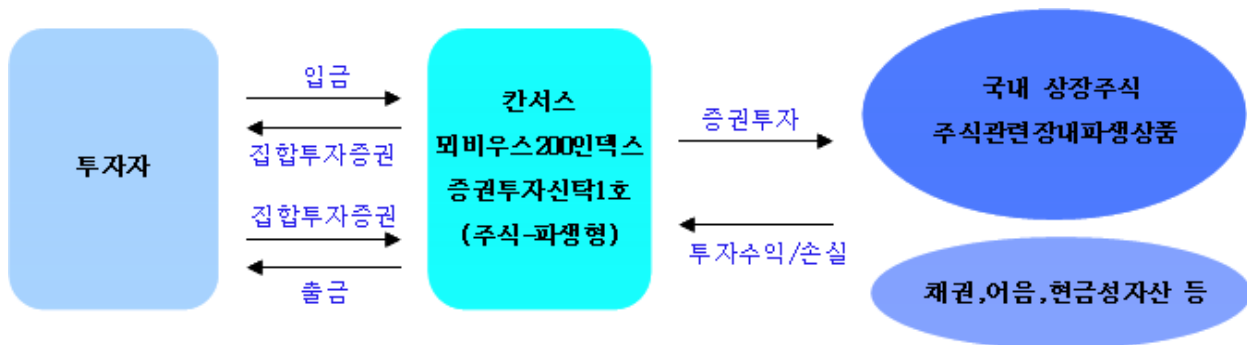 투자자
입금
집합투자증권
집합투자증권
출금
칸서스
뫼비우스200인덱스
증권투자신탁1호
(주식-파생형)
증권투자
투자수익/손실
국내 상장주식
주식관련장내파생상품
채권,어음,현금성자산 등